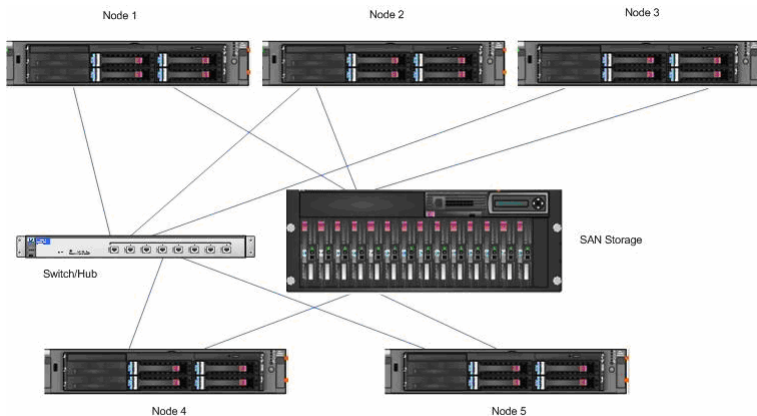 Node 1
Node 2
Node 3
SAN Storage
Switch/Hub
Node 4
Node 5